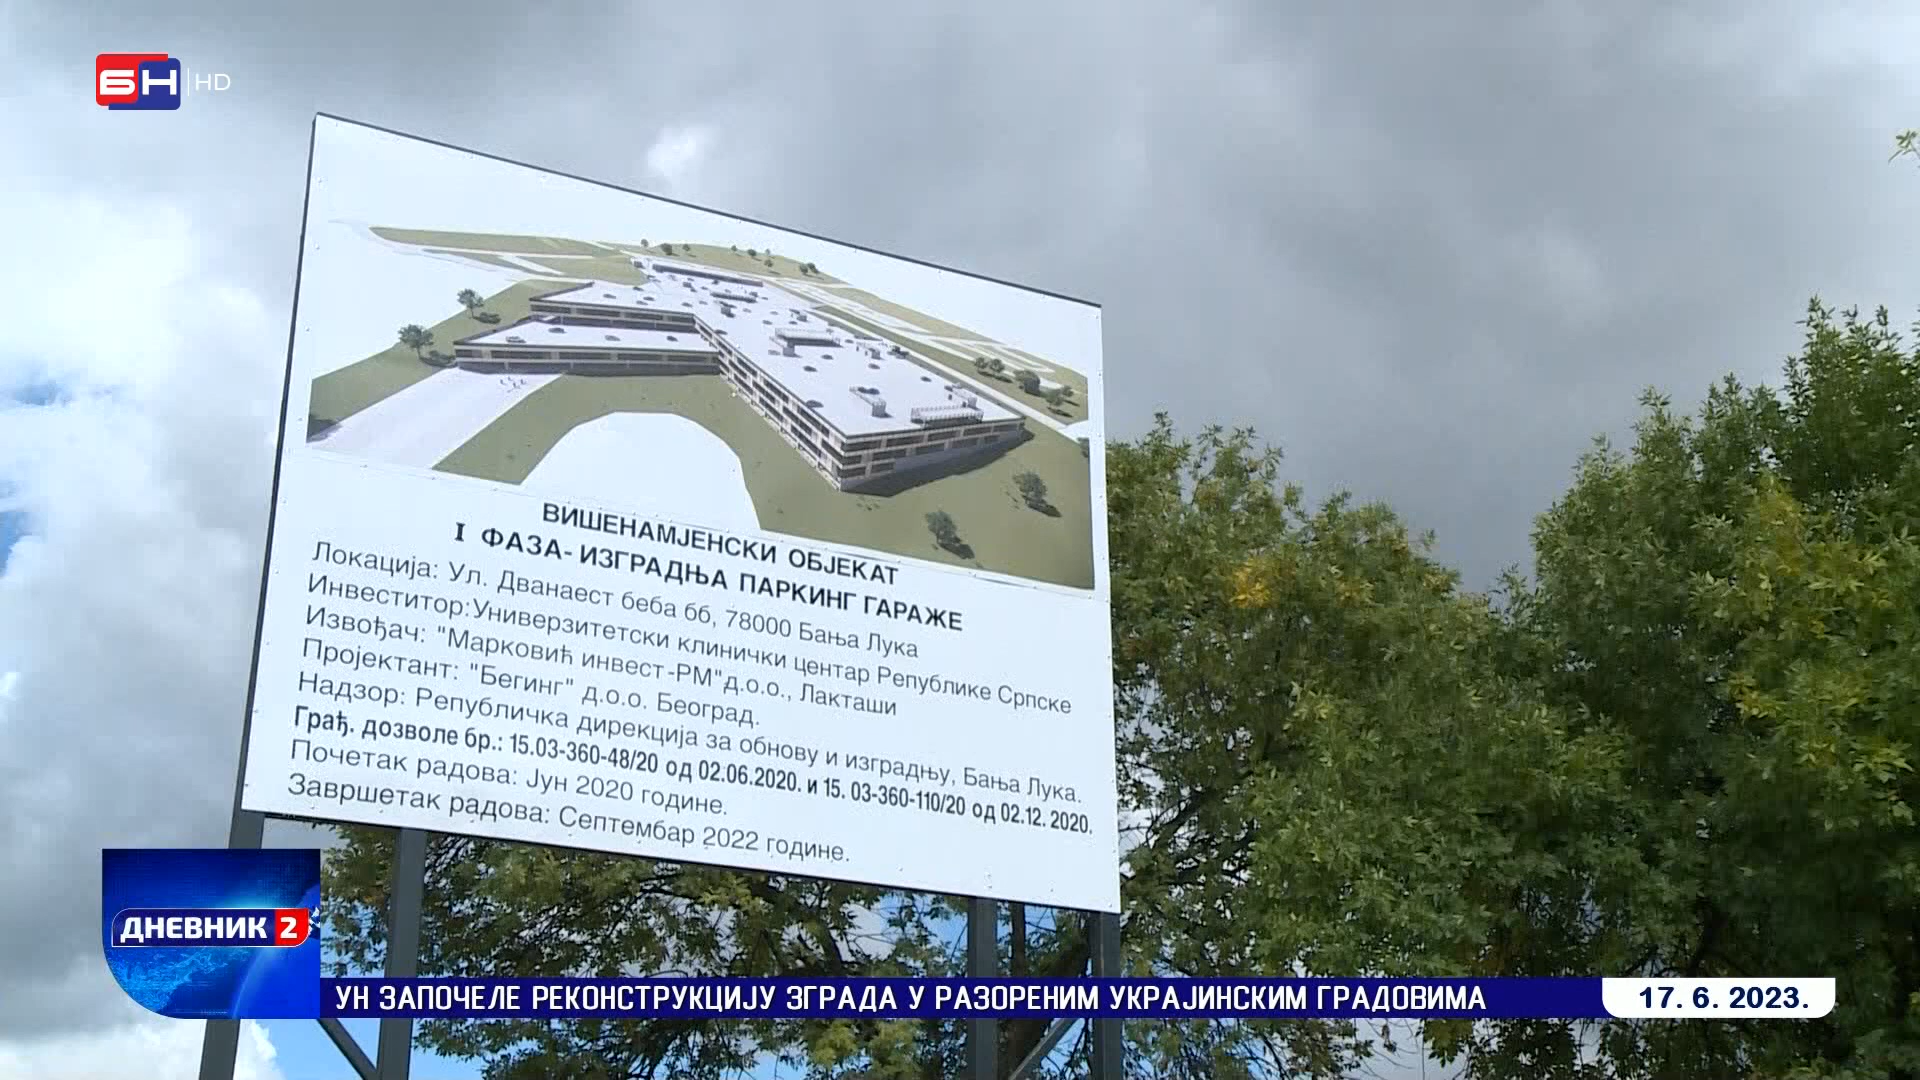 БН HD
ВИШЕНАМЈЕНСКИ ОБЈЕКАТ
I ФАЗА- ИЗГРАДЊА ПАРКИНГ ГАРАЖЕ
Локација: Ул. Дванаест беба бб, 78000 Бања Лука
Инвеститор:Универзитетски клинички центар Републике Српске
Извођач: "Марковић инвест-РМ"д.о.о., Лакташи
Пројектант: "Бегинг" д.о.о. Београд.
Надзор: Републичка дирекција за обнову и изградњу, Бања Лука.
Грађ. дозволе бр.: 15.03-360-48/20 од 02.06.2020. и 15. 03-360-110/20 од 02.12. 2020.
Почетак радова: Јун 2020 године.
Завршетак радова: Септембар 2022 године.
ДНЕВНИК 2
УН ЗАПОЧЕЛЕ РЕКОНСТРУКЦИЈУ ЗГРАДА У РАЗОРЕНИМ УКРАЈИНСКИМ ГРАДОВИМА
17. 6. 2023.